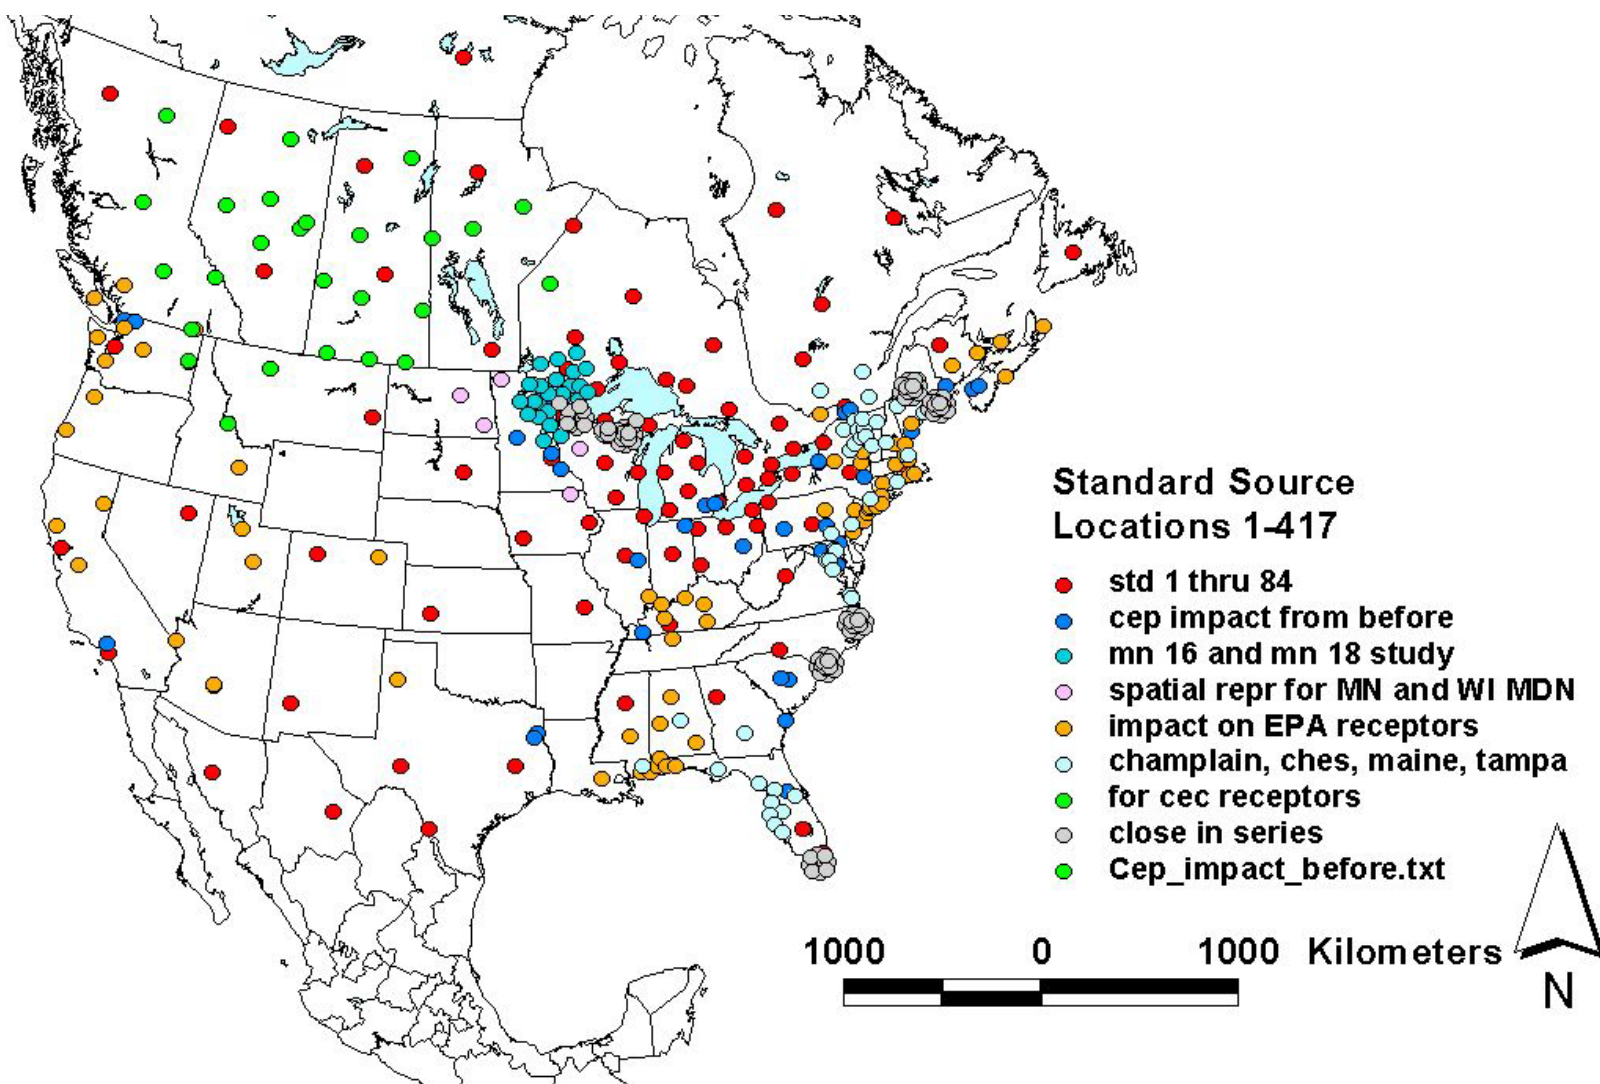 Standard Source
Locations 1-417
std 1 thru 84
cep impact from before
mn 16 and mn 18 study
spatial repr for MN and WI MDN
impact on EPA receptors
champlain, ches, maine, tampa
for cec receptors
close in series
Cep_impact_before.txt
1000 0 1000 Kilometers
N